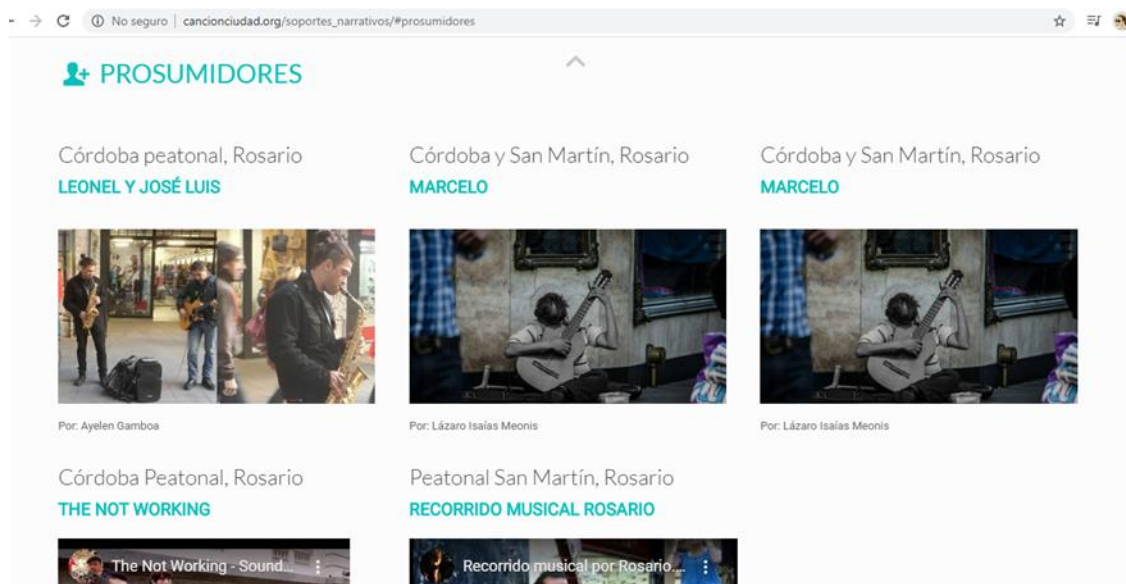 No seguro | cancionciudad.org/soportes_narrativos/#prosumidores
PROSUMIDORES
Córdoba peatonal, Rosario
LEONEL Y JOSÉ LUIS
Córdoba y San Martín, Rosario
MARCELO
Córdoba y San Martín, Rosario
MARCELO
Por: Ayelen Gamboa
Por: Lázaro Isaías Meonis
Por: Lázaro Isaías Meonis
Córdoba Peatonal, Rosario
THE NOT WORKING
Peatonal San Martín, Rosario
RECORRIDO MUSICAL ROSARIO
The Not Working - Sound...
Recorrido musical por Rosario....